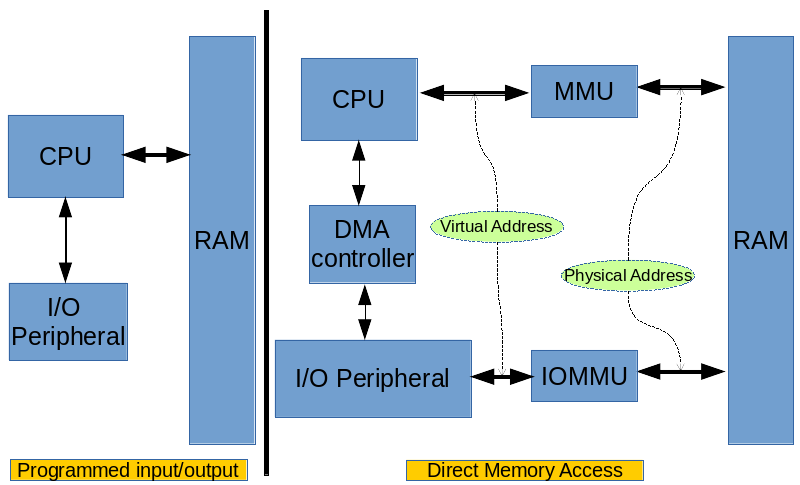 CPU
RAM
I/O
Peripheral
Programmed input/output
CPU
MMU
DMA
controller
Virtual Address
Physical Address
RAM
I/O Peripheral
IOMMU
Direct Memory Access